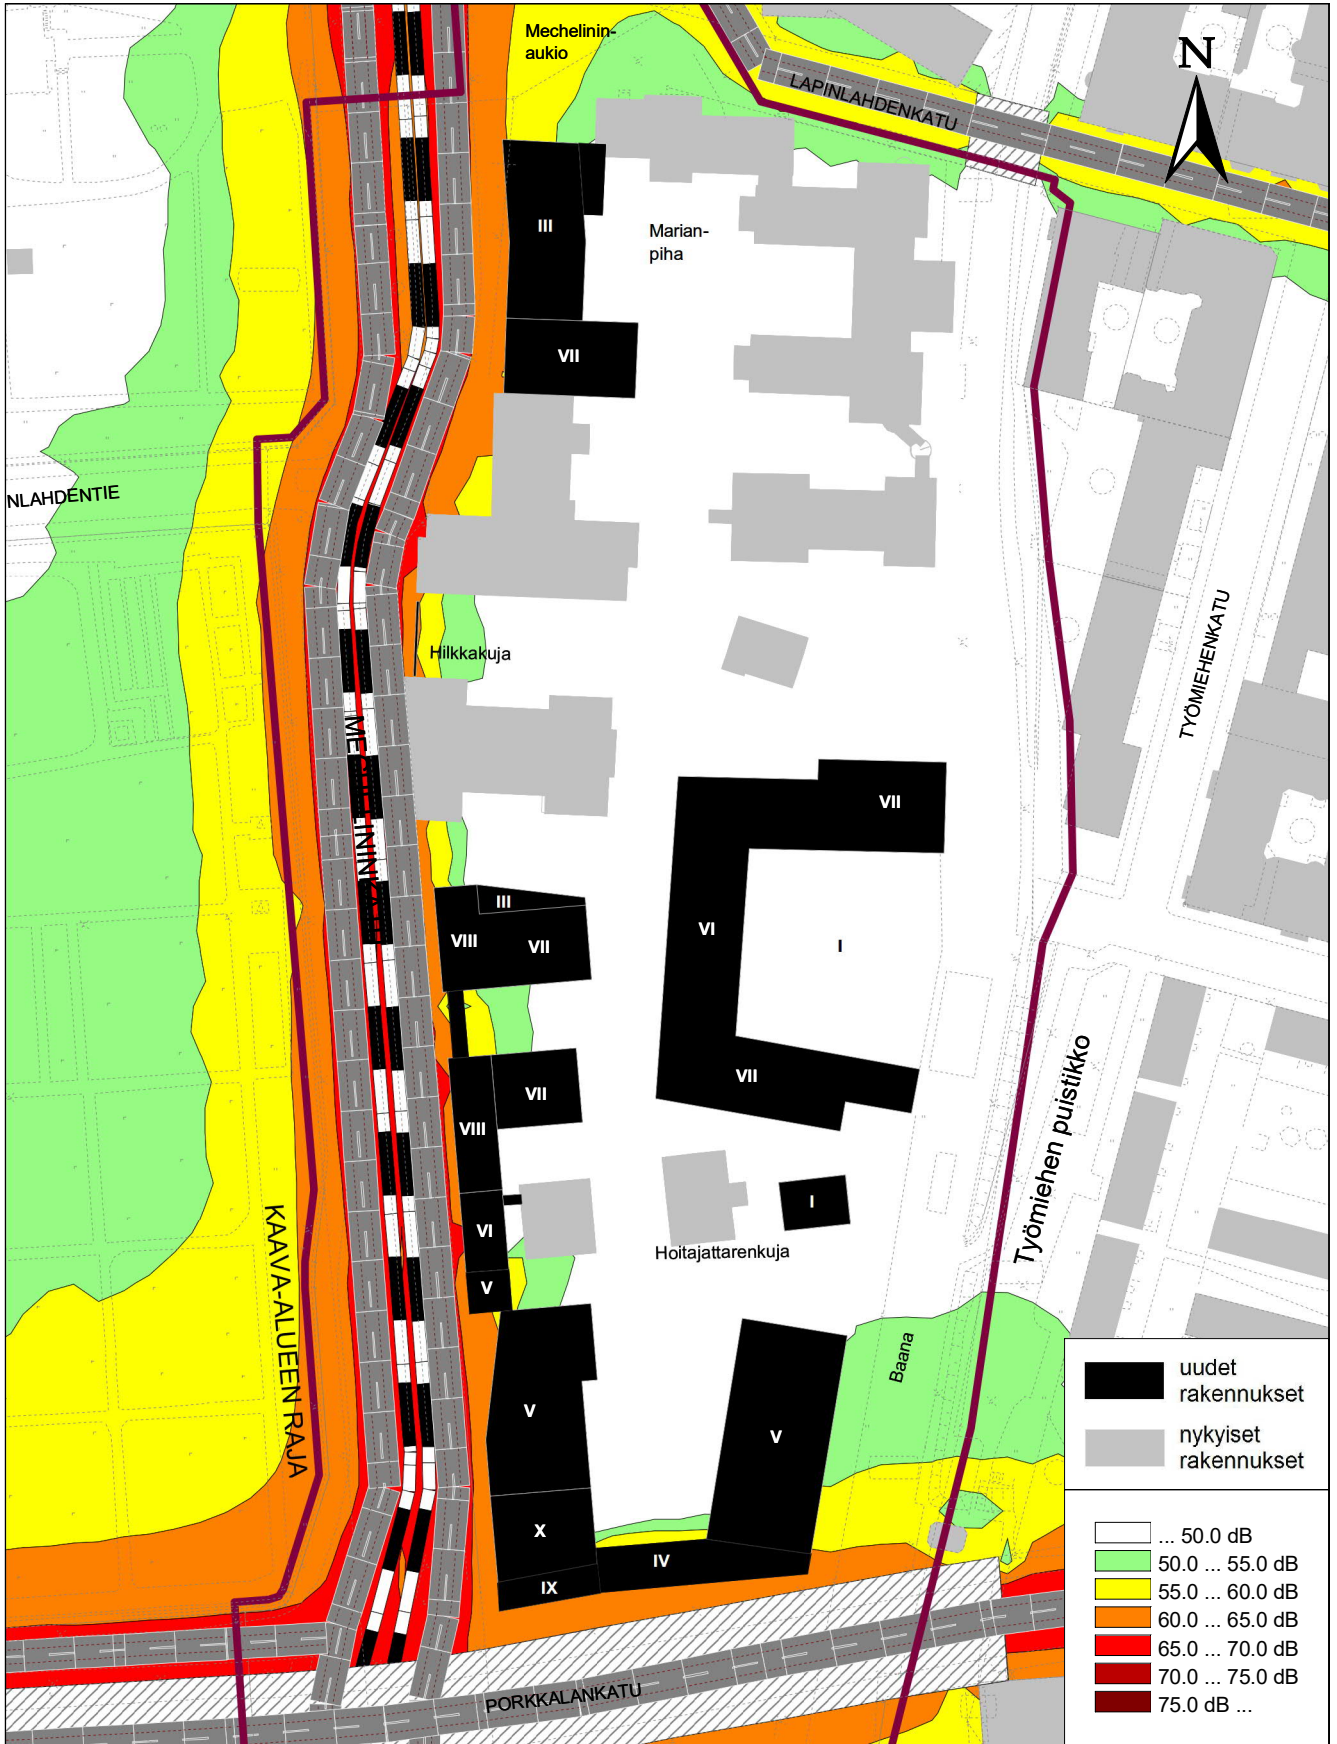 Mechelinin-
aukio
N
LAPINLAHDENKATU
III
Marian-
piha
VII
NLAHDENTIE
Hilkkakuja
TYÖMIEHENKATU
VII
III
VIII
VII
VI
I
VII
VII
VIII
Työmiehen puistikko
I
VI
Hoitajattarenkuja
V
KAAVA-ALUEEN RAJA
Baana
V
V
X
IV
IX
PORKKALANKATU
uudet
rakennukset
nykyiset
rakennukset
... 50.0 dB
50.0 ... 55.0 dB
55.0 ... 60.0 dB
60.0 ... 65.0 dB
65.0 ... 70.0 dB
70.0 ... 75.0 dB
75.0 dB ...